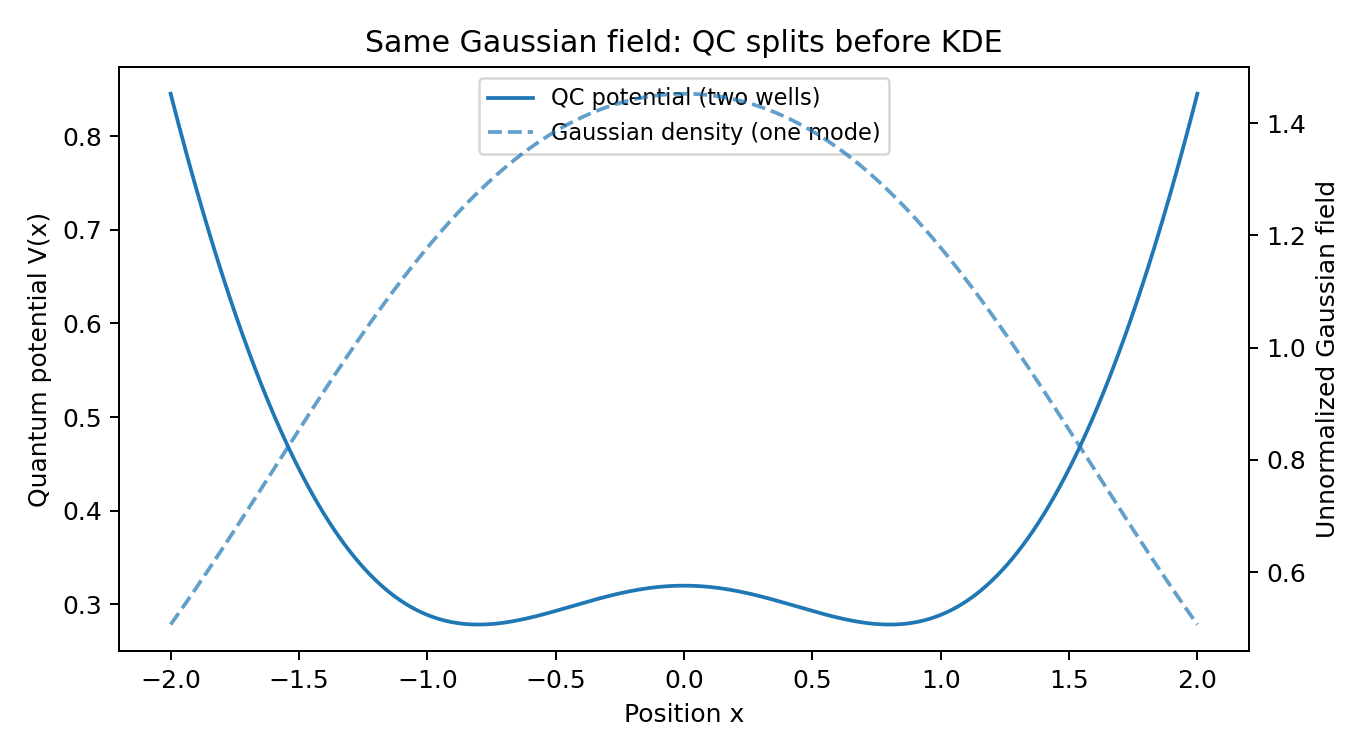 Same Gaussian field: QC splits before KDE
QC potential (two wells)
Gaussian density (one mode)
Quantum potential V(x)
0.8
0.7
0.6
0.5
0.4
0.3
1.4
1.2
1.0
0.8
0.6
Unnormalized Gaussian field
−2.0 −1.5 −1.0 −0.5 0.0 0.5 1.0 1.5 2.0
Position x